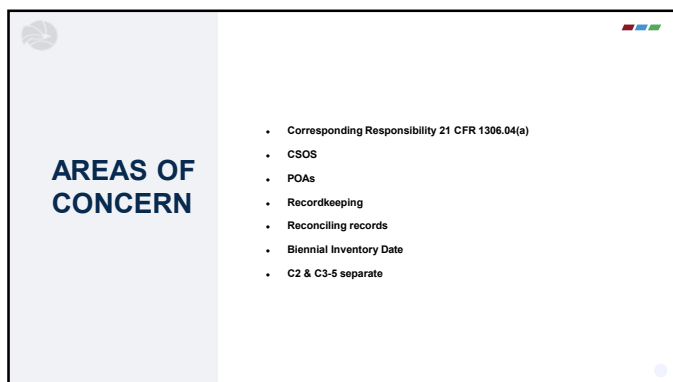 AREAS OF
CONCERN
• Corresponding Responsibility 21 CFR 1306.04(a)
• CSOS
• POAs
• Recordkeeping
• Reconciling records
• Biennial Inventory Date
• C2 & C3-5 separate